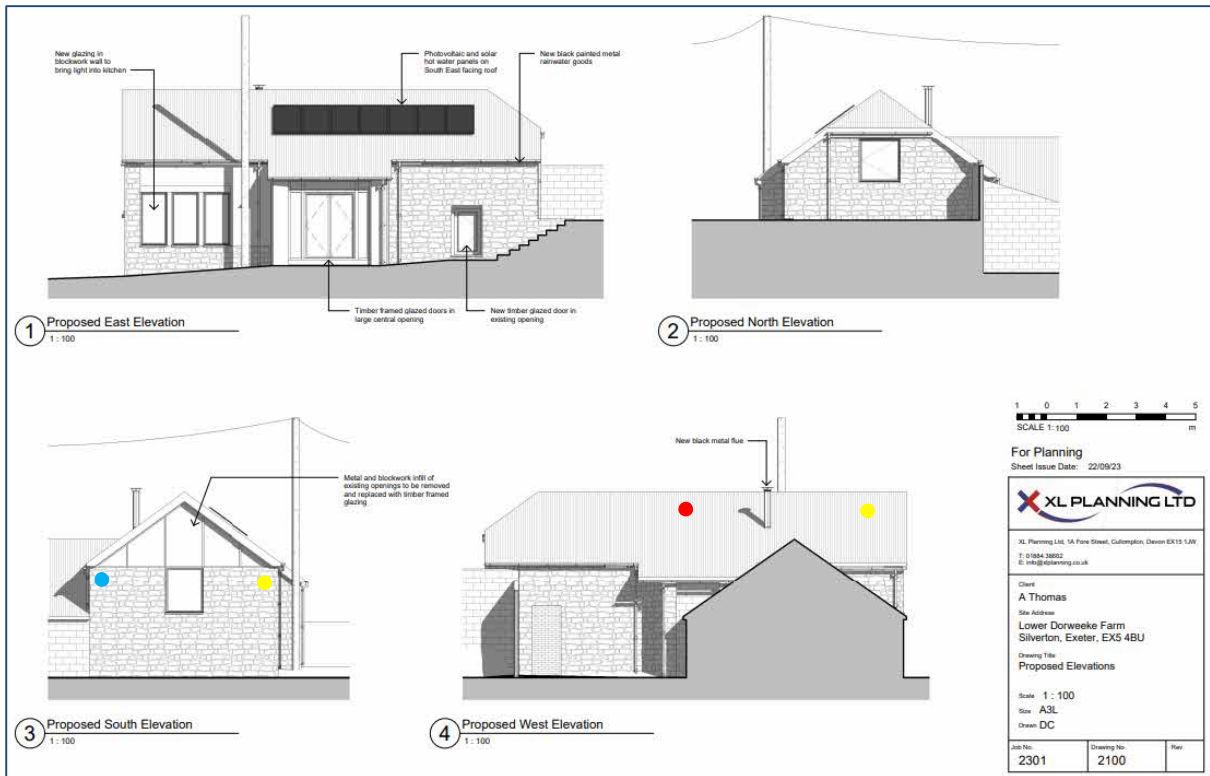 New glazing in
blockwork wall to
bring light into kitchen
Photovoltaic and solar
hot water panels on
South East facing roof
New black painted metal
rainwater goods
Timber framed glazed doors in
large central opening
New timber glazed door in
existing opening
1
Proposed East Elevation
1 : 100
2
Proposed North Elevation
1 : 100
Metal and blockwork infill of
existing openings to be removed
and replaced with timber framed
glazing
New black metal flue
3
Proposed South Elevation
1 : 100
4
Proposed West Elevation
1 : 100
1 0 1 2 3 4 5
SCALE 1: 100 m
For Planning
Sheet Issue Date: 22/09/23
XL PLANNING LTD
XL Planning Ltd, 1A Fore Street, Cullompton, Devon EX15 1JW
T: 01884 38662
E: info@xlplanning.co.uk
Client
A Thomas
Site Address
Lower Dorweeke Farm
Silverton, Exeter, EX5 4BU
Drawing Title
Proposed Elevations
Scale 1 : 100
Size A3L
Drawn DC
Job No. Drawing No. Rev.
2301 2100